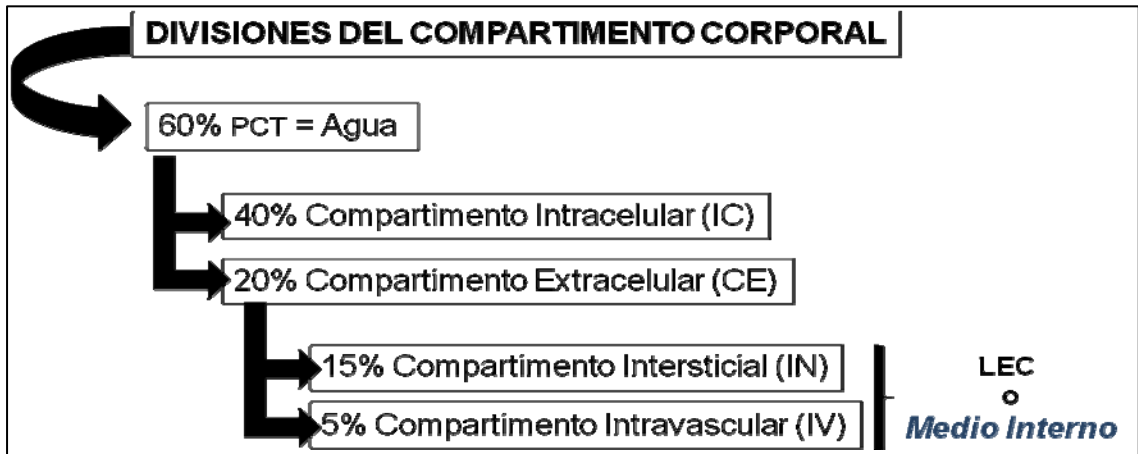 DIVISIONES DEL COMPARTIMENTO CORPORAL
60% PCT = Agua
40% Compartimento Intracelular (IC)
20% Compartimento Extracelular (CE)
15% Compartimento Intersticial (IN)
5% Compartimento Intravascular (IV)
LEC
o
Medio Interno